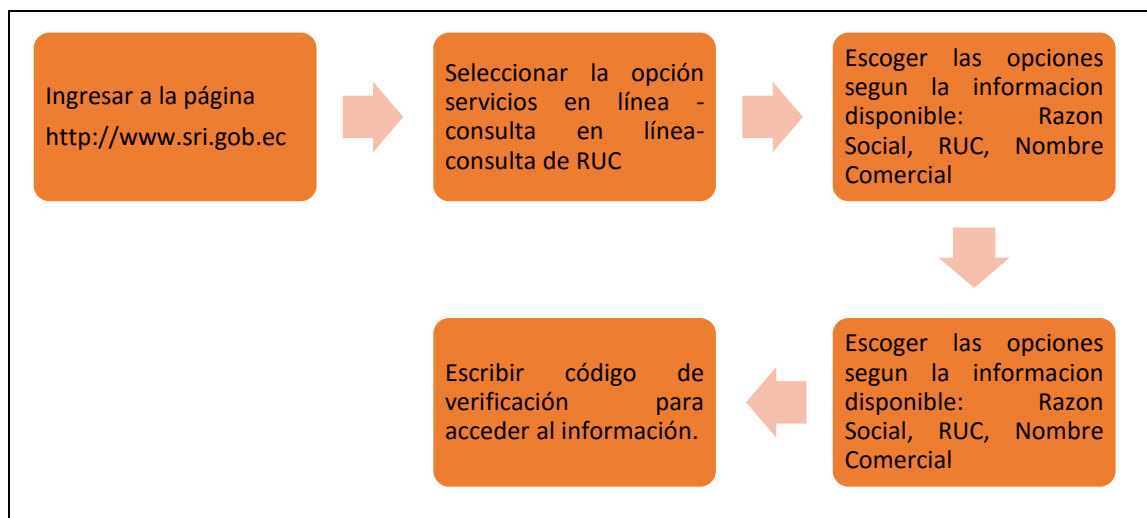 Ingresar a la página
http://www.sri.gob.ec
Seleccionar la opción
servicios en línea -
consulta en línea-
consulta de RUC
Escoger las opciones
segun la informacion
disponible: Razon
Social, RUC, Nombre
Comercial
Escoger las opciones
segun la informacion
disponible: Razon
Social, RUC, Nombre
Comercial
Escribir código de
verificación para
acceder al información.